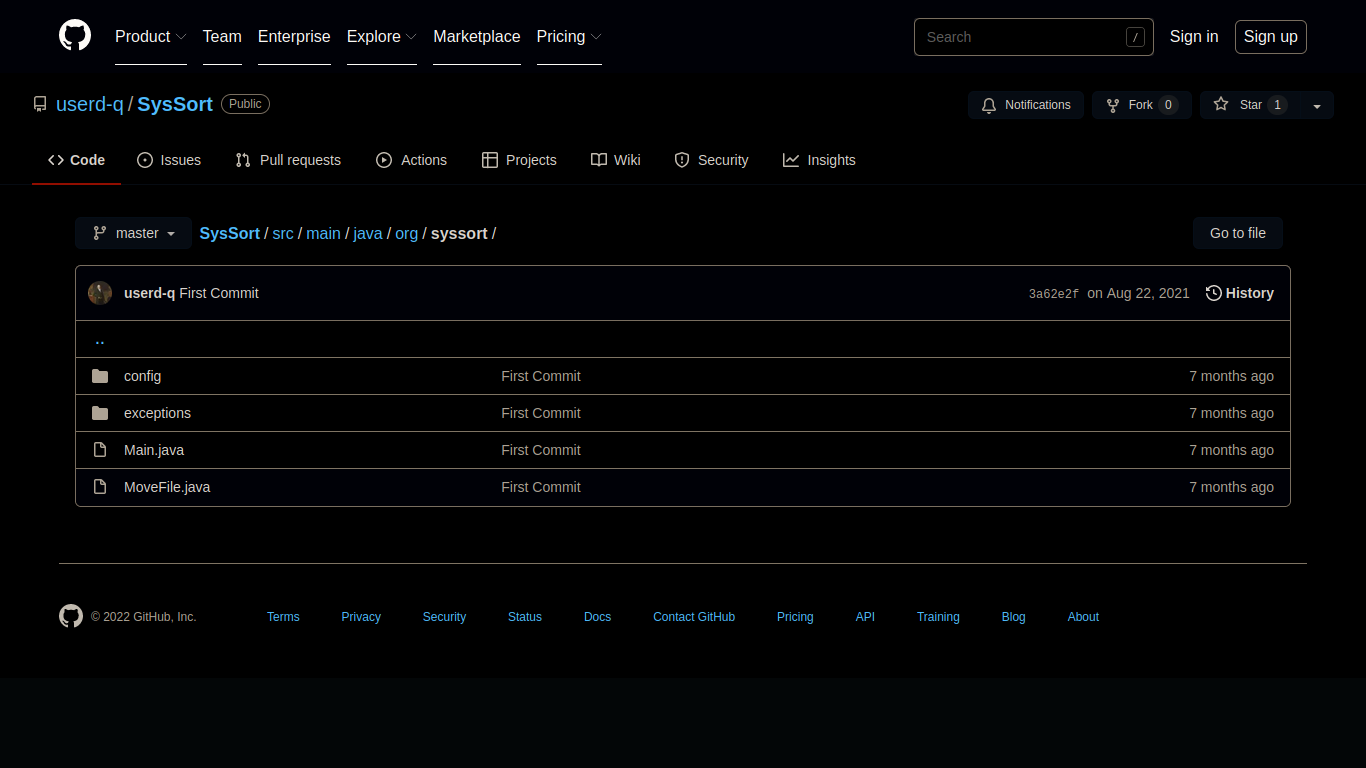 Product Team Enterprise Explore Marketplace Pricing Search / Sign in Sign up
userd-q / SysSort Public Notifications Fork 0 Star 1
Code Issues Pull requests Actions Projects Wiki Security Insights
master SysSort / src / main / java / org / syssort / Go to file
userd-q First Commit 3a62e2f on Aug 22, 2021 History
..
config First Commit 7 months ago
exceptions First Commit 7 months ago
Main.java First Commit 7 months ago
MoveFile.java First Commit 7 months ago
© 2022 GitHub, Inc. Terms Privacy Security Status Docs Contact GitHub Pricing API Training Blog About